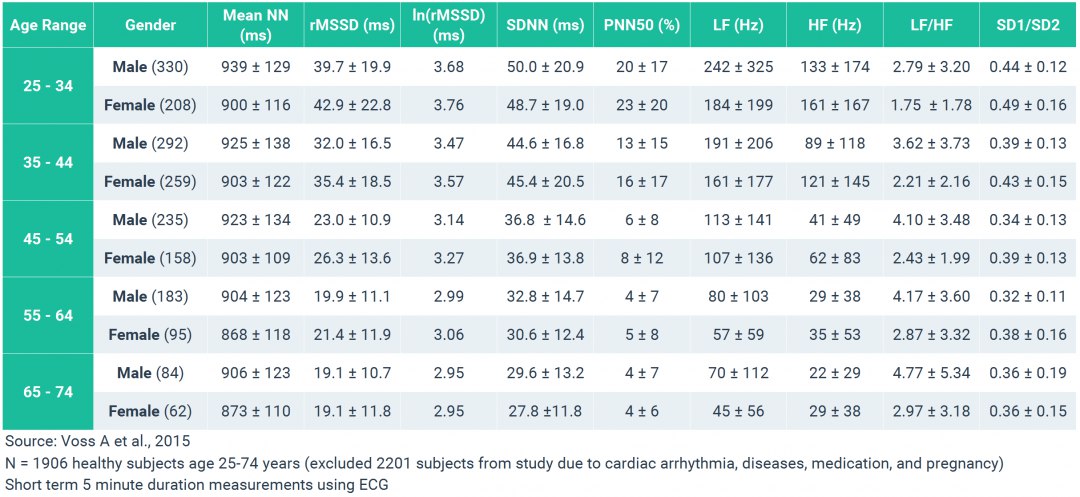 Age Range Gender Mean NN (ms) rMSSD (ms) ln(rMSSD) (ms) SDNN (ms) PNN50 (%) LF (Hz) HF (Hz) LF/HF SD1/SD2
25 - 34
Male (330) 939 ± 129 39.7 ± 19.9 3.68 50.0 ± 20.9 20 ± 17 242 ± 325 133 ± 174 2.79 ± 3.20 0.44 ± 0.12
Female (208) 900 ± 116 42.9 ± 22.8 3.76 48.7 ± 19.0 23 ± 20 184 ± 199 161 ± 167 1.75 ± 1.78 0.49 ± 0.16
35 - 44
Male (292) 925 ± 138 32.0 ± 16.5 3.47 44.6 ± 16.8 13 ± 15 191 ± 206 89 ± 118 3.62 ± 3.73 0.39 ± 0.13
Female (259) 903 ± 122 35.4 ± 18.5 3.57 45.4 ± 20.5 16 ± 17 161 ± 177 121 ± 145 2.21 ± 2.16 0.43 ± 0.15
45 - 54
Male (235) 923 ± 134 23.0 ± 10.9 3.14 36.8 ± 14.6 6 ± 8 113 ± 141 41 ± 49 4.10 ± 3.48 0.34 ± 0.13
Female (158) 903 ± 109 26.3 ± 13.6 3.27 36.9 ± 13.8 8 ± 12 107 ± 136 62 ± 83 2.43 ± 1.99 0.39 ± 0.13
55 - 64
Male (183) 904 ± 123 19.9 ± 11.1 2.99 32.8 ± 14.7 4 ± 7 80 ± 103 29 ± 38 4.17 ± 3.60 0.32 ± 0.11
Female (95) 868 ± 118 21.4 ± 11.9 3.06 30.6 ± 12.4 5 ± 8 57 ± 59 35 ± 53 2.87 ± 3.32 0.38 ± 0.16
65 - 74
Male (84) 906 ± 123 19.1 ± 10.7 2.95 29.6 ± 13.2 4 ± 7 70 ± 112 22 ± 29 4.77 ± 5.34 0.36 ± 0.19
Female (62) 873 ± 110 19.1 ± 11.8 2.95 27.8 ±11.8 4 ± 6 45 ± 56 29 ± 38 2.97 ± 3.18 0.36 ± 0.15
Source: Voss A et al., 2015
N = 1906 healthy subjects age 25-74 years (excluded 2201 subjects from study due to cardiac arrhythmia, diseases, medication, and pregnancy)
Short term 5 minute duration measurements using ECG